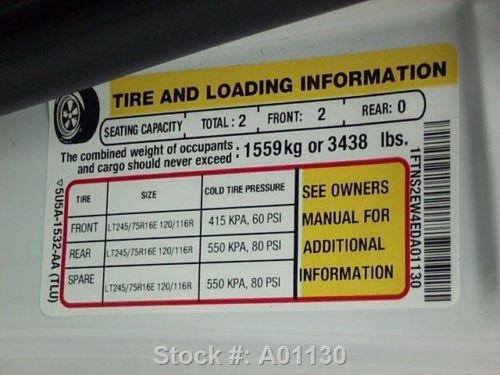 TIRE AND LOADING INFORMATION
SEATING CAPACITY TOTAL : 2 FRONT: 2 REAR: 0
The combined weight of occupants
and cargo should never exceed : 1559kg or 3438 lbs.
TIRE SIZE COLD TIRE PRESSURE
FRONT LT245/75R16E 120/116R 415 KPA, 60 PSI
REAR LT245/75R16E 120/116R 550 KPA, 80 PSI
SPARE LT245/75R16E 120/116R 550 KPA, 80 PSI
SEE OWNERS
MANUAL FOR
ADDITIONAL
INFORMATION
5U5A-1532-AA (TLU)
1FTNS2EW4EDA01130
Stock #: A01130